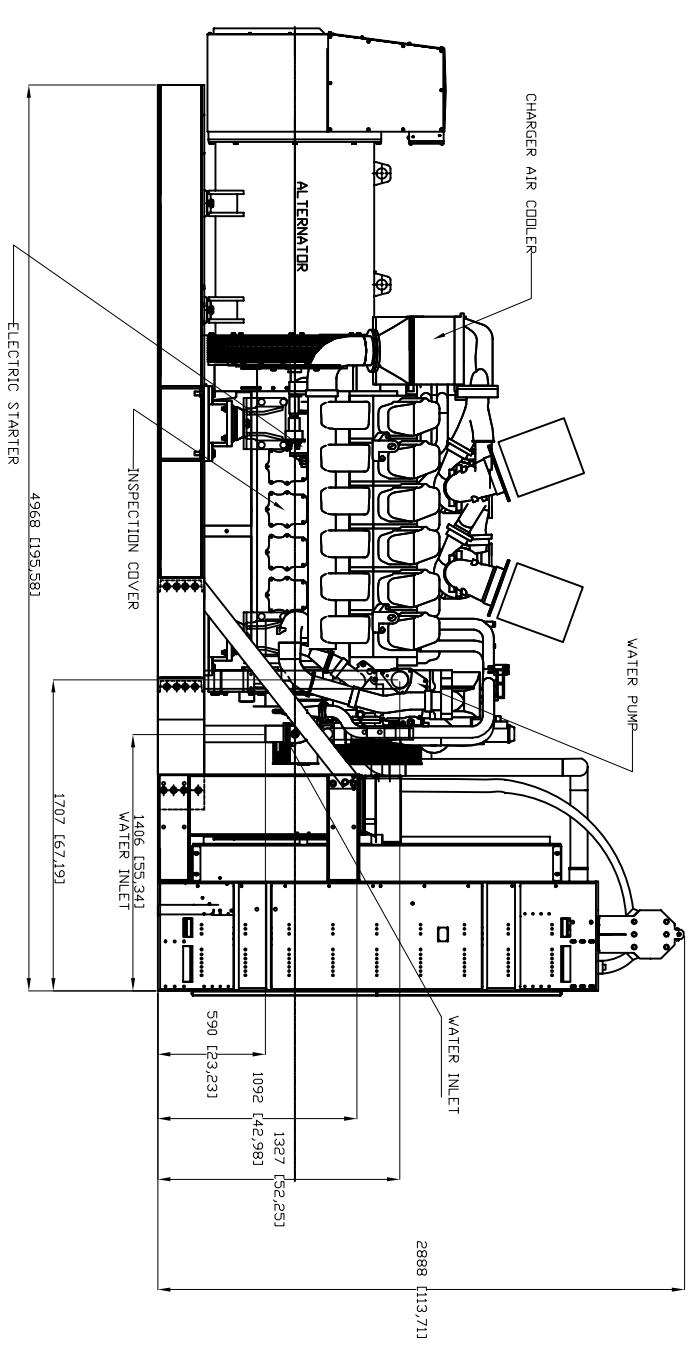 CHARGER AIR COOLER
WATER PUMP
ALTERNATOR
ELECTRIC STARTER
INSPECTION COVER
WATER INLET
1406 [55,34]
WATER INLET
1707 [67,19]
4968 [195,58]
590 [23,23]
1092 [42,98]
1327 [52,25]
2888 [113,71]